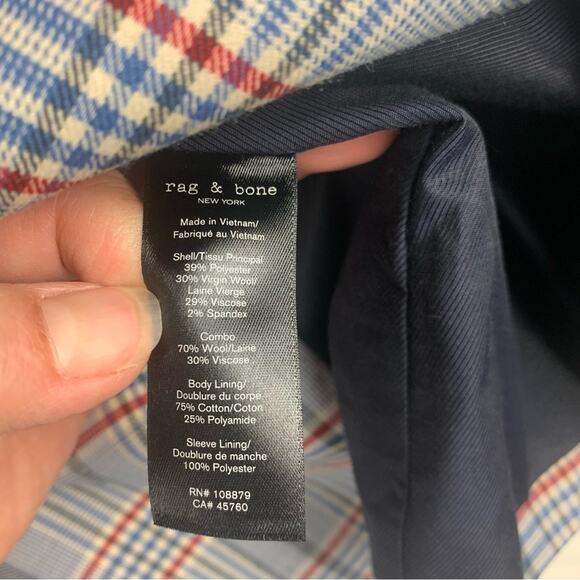 rag & bone
NEW YORK
Made in Vietnam/
Fabriqué au Vietnam
Shell/Tissu Principal
39% Polyester
30% Virgin Wool/
Laine Vierge
29% Viscose
2% Spandex
Combo
70% Wool/Laine
30% Viscose
Body Lining/
Doublure du corps
75% Cotton/Coton
25% Polyamide
Sleeve Lining/
Doublure de manche
100% Polyester
RN# 108879
CA# 45760